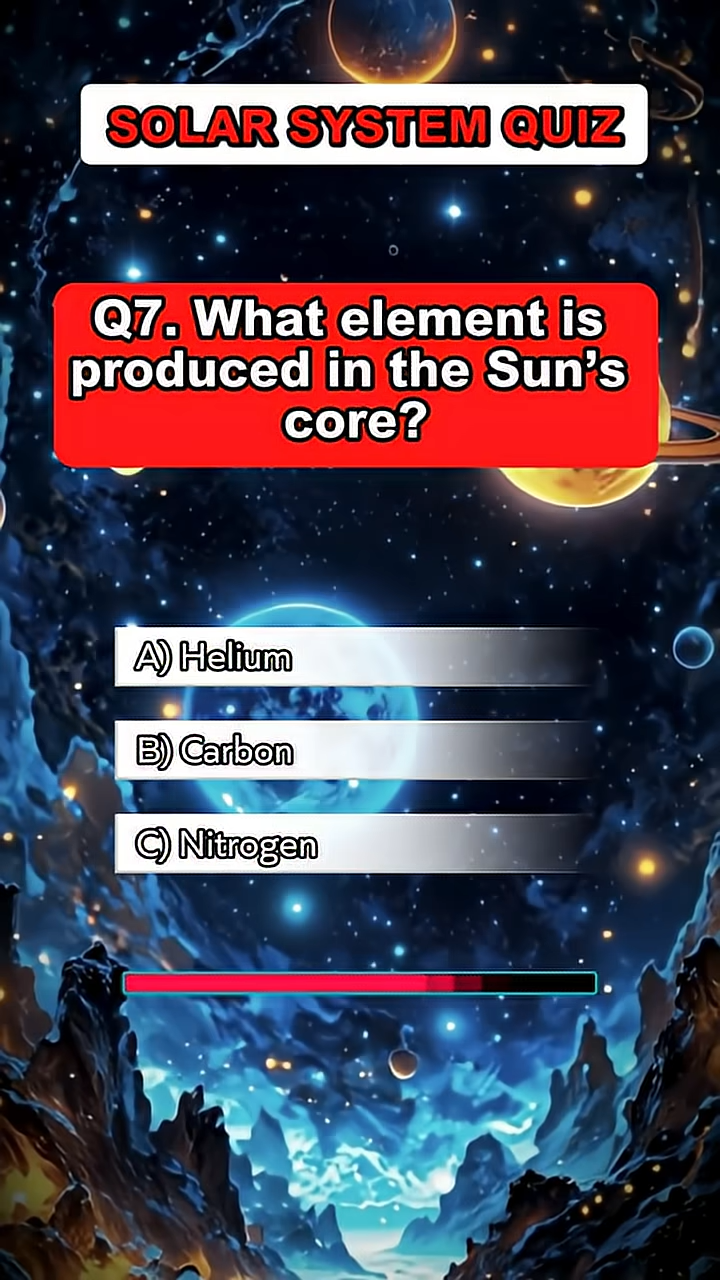 SOLAR SYSTEM QUIZ
Q7. What element is
produced in the Sun’s
core?
A) Helium
B) Carbon
C) Nitrogen